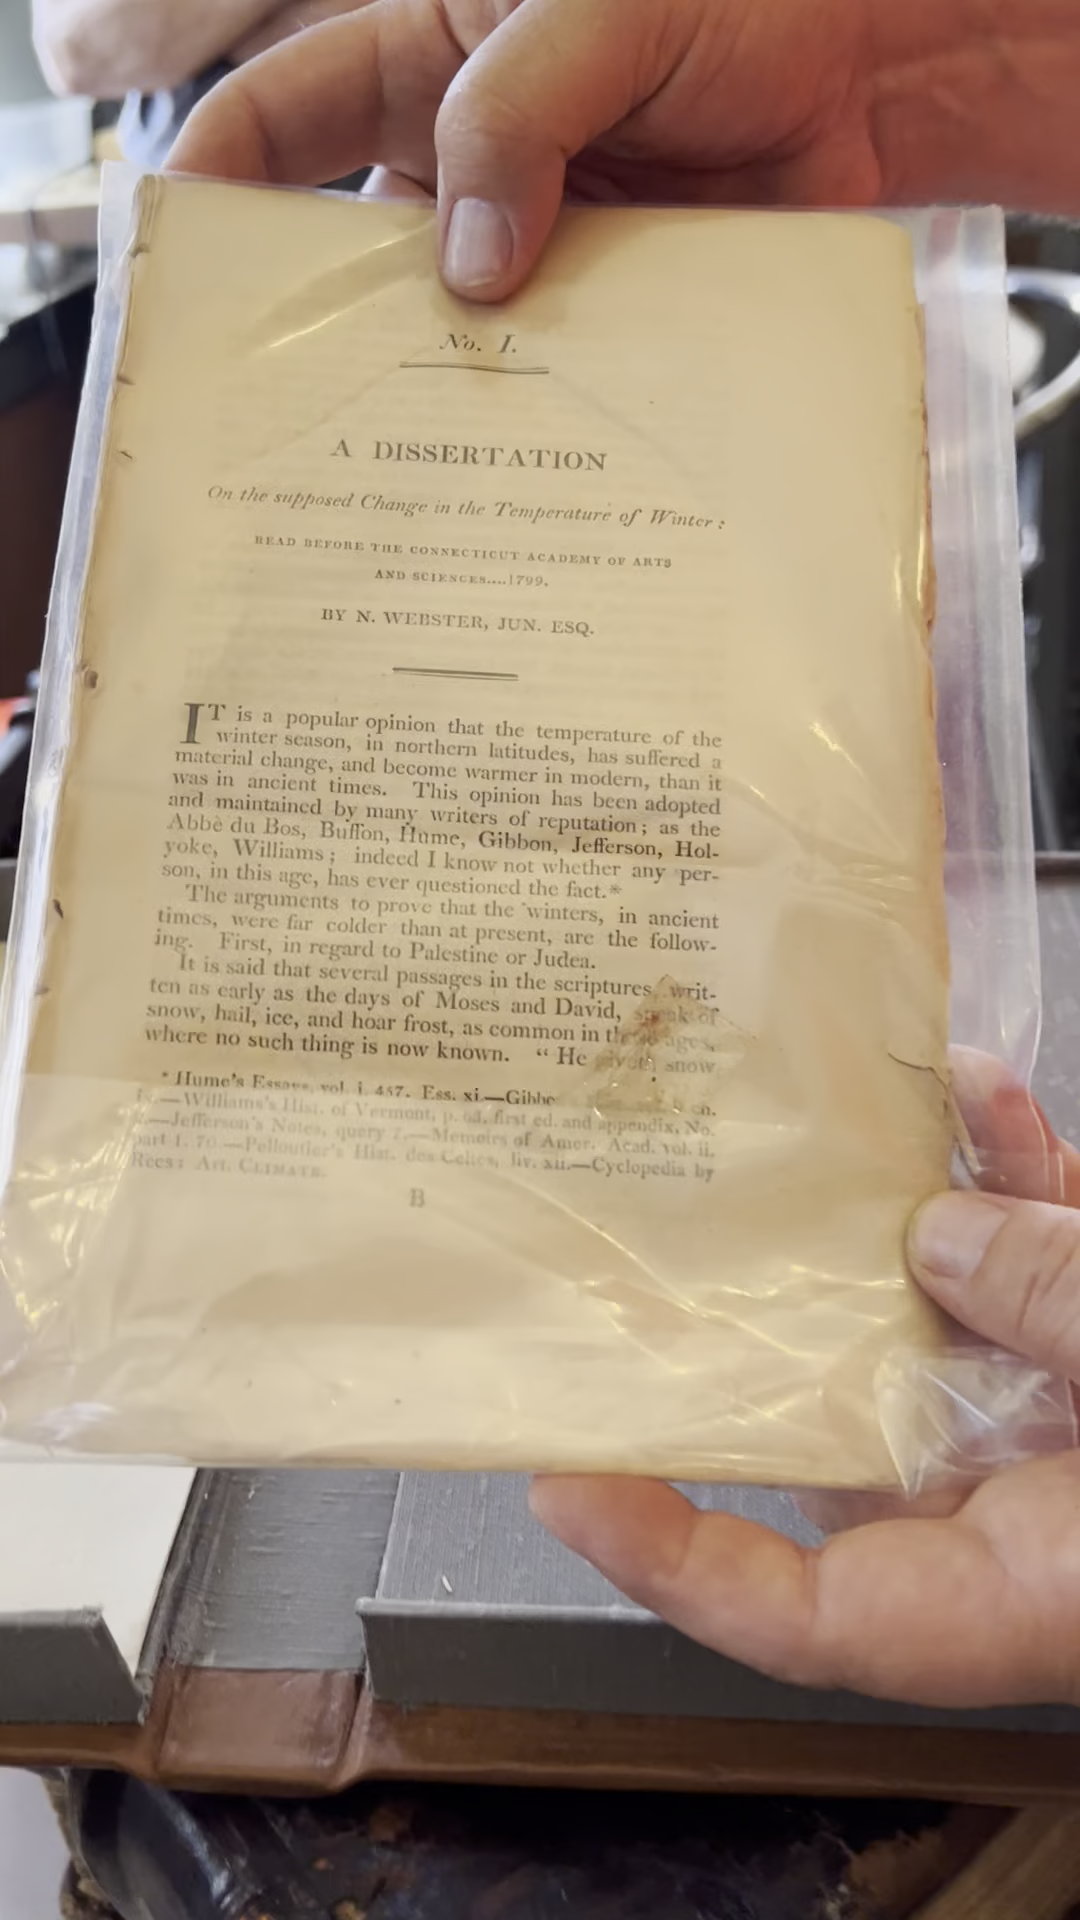 No. I.
A DISSERTATION
On the supposed Change in the Temperature of Winter:
READ BEFORE THE CONNECTICUT ACADEMY OF ARTS
AND SCIENCES....1799.
BY N. WEBSTER, JUN. ESQ.
IT is a popular opinion that the temperature of the
winter season, in northern latitudes, has suffered a
material change, and become warmer in modern, than it
was in ancient times. This opinion has been adopted
and maintained by many writers of reputation; as the
Abbè du Bos, Buffon, Hume, Gibbon, Jefferson, Hol-
yoke, Williams; indeed I know not whether any per-
son, in this age, has ever questioned the fact.*
The arguments to prove that the winters, in ancient
times, were far colder than at present, are the follow-
ing. First, in regard to Palestine or Judea.
It is said that several passages in the scriptures, writ-
ten as early as the days of Moses and David, speak of
snow, hail, ice, and hoar frost, as common in those ages,
where no such thing is now known. “ He giveth snow
* Hume's Essays, vol. i. 457. Ess. xi.—Gibbo
—Williams's Hist. of Vermont, p. first ed. and appendix, No.
—Jefferson's Notes, query 7.—Memoirs of Amer. Acad. vol. ii.
part 1. 70.—Pelloutier's Hist. des Celtes, liv. xii.—Cyclopedia by
Rees: Art. CLIMATE.
B